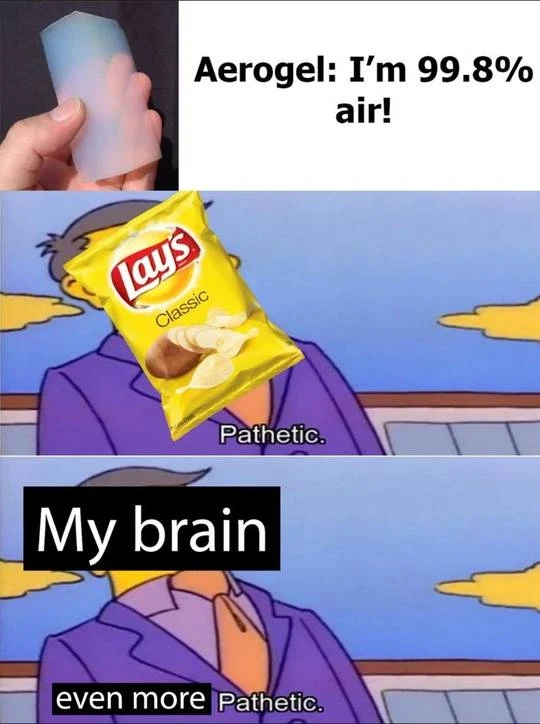 Aerogel: I'm 99.8%
air!
Lay's
Classic
Pathetic.
My brain
even more Pathetic.